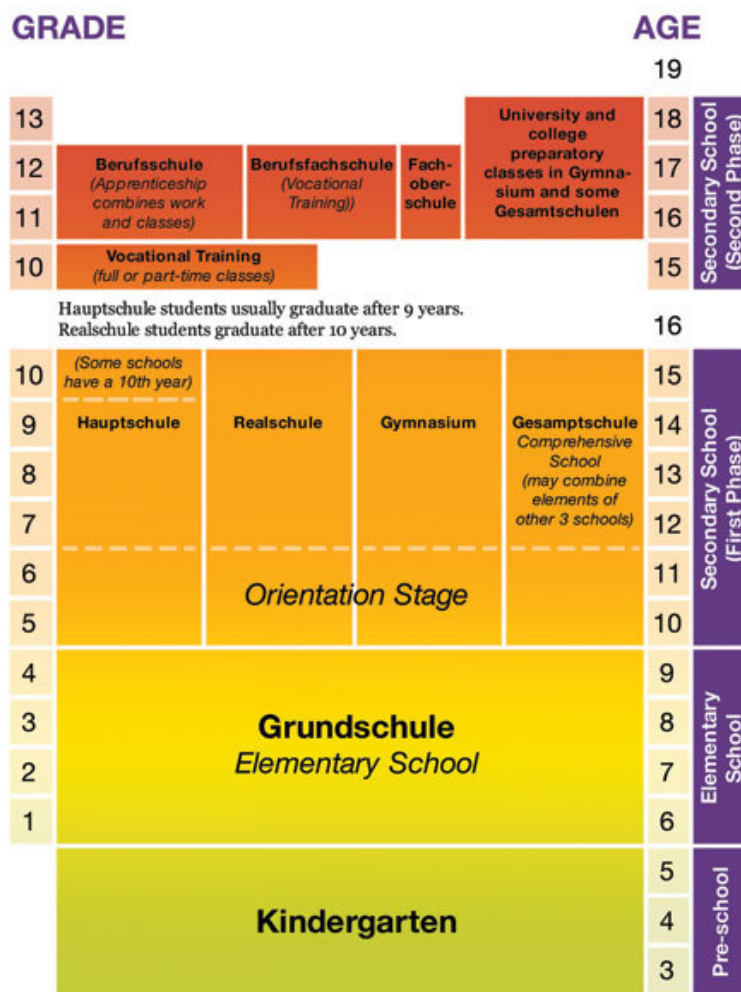 GRADE
AGE
19
13
18
12
17
11
16
10
15
University and
college
preparatory
classes in Gymna-
sium and some
Gesamtschulen
Berufsschule
(Apprenticeship
combines work
and classes)
Berufsfachschule
(Vocational
Training))
Fach-
ober-
schule
Vocational Training
(full or part-time classes)
Secondary School
(Second Phase)
Hauptschule students usually graduate after 9 years.
Realschule students graduate after 10 years.
16
10
15
9
14
8
13
7
12
6
11
5
10
(Some schools
have a 10th year)
Hauptschule
Realschule
Gymnasium
Gesamptschule
Comprehensive
School
(may combine
elements of
other 3 schools)
Orientation Stage
Secondary School
(First Phase)
4
9
3
8
2
7
1
6
Grundschule
Elementary School
Elementary
School
5
4
3
Kindergarten
Pre-school